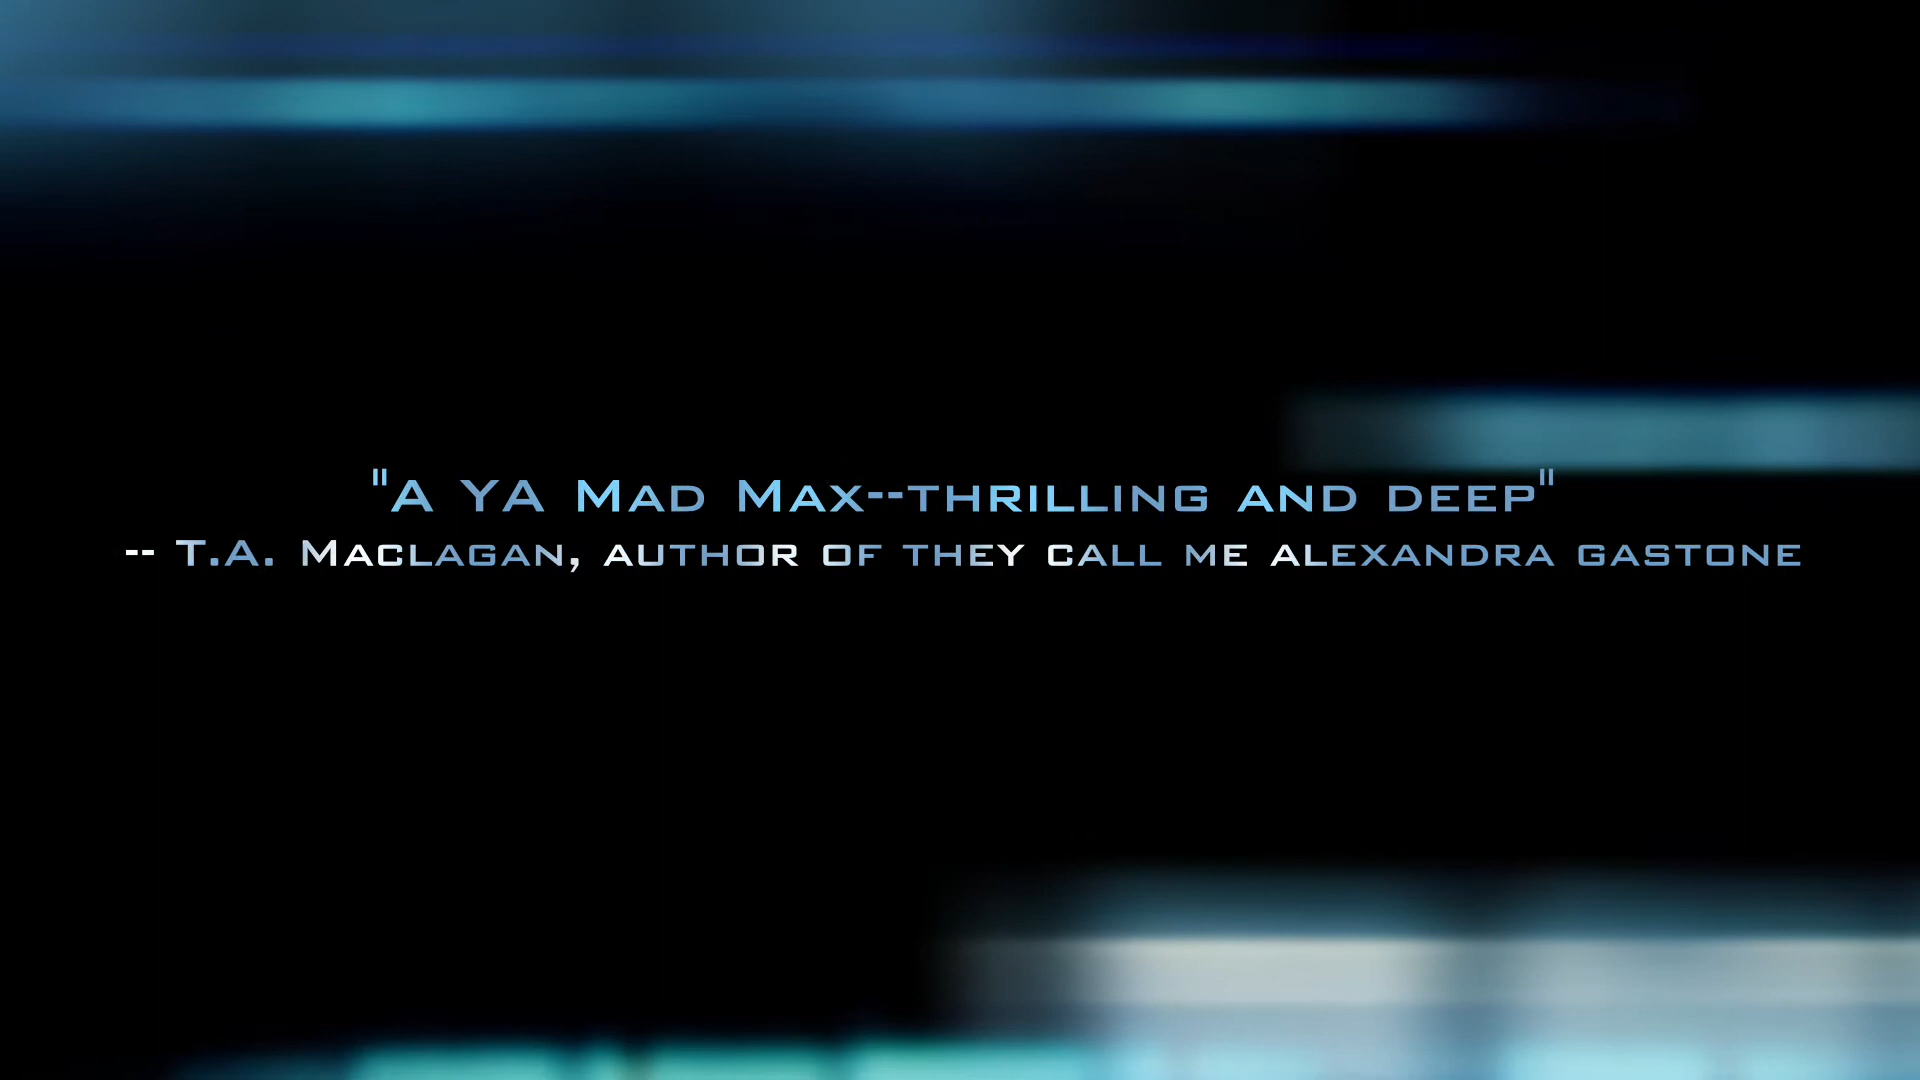 "A YA Mad Max--thrilling and deep"
-- T.A. Maclagan, author of they call me alexandra gastone